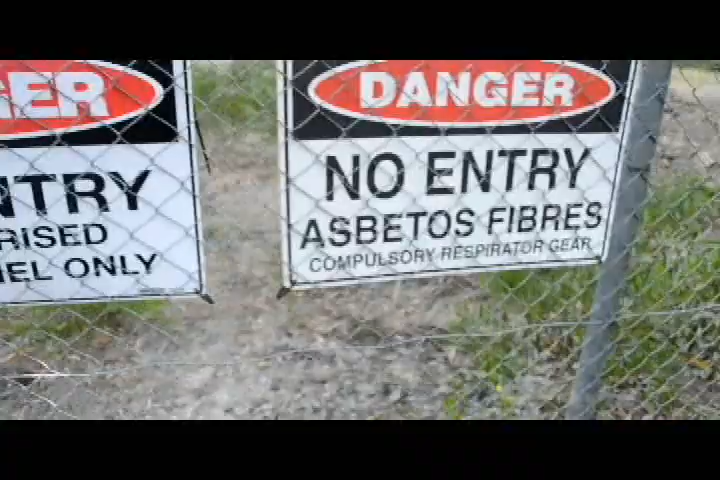 GER
NTRY
RISED
NEL ONLY
DANGER
NO ENTRY
ASBETOS FIBRES
COMPULSORY RESPIRATOR GEAR